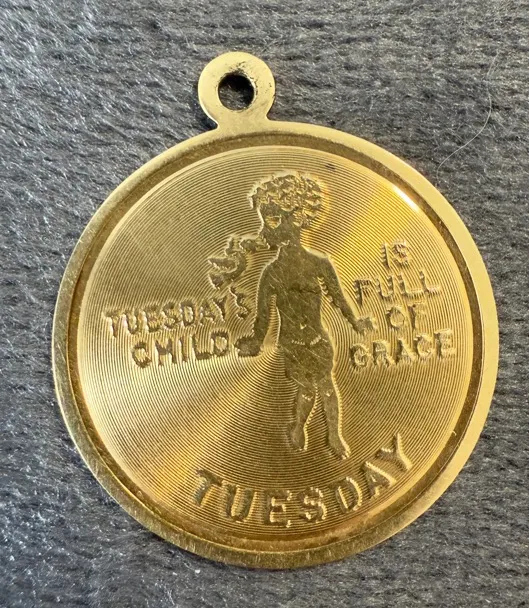 TUESDAY'S
CHILD
IS
FULL
OF
GRACE
TUESDAY